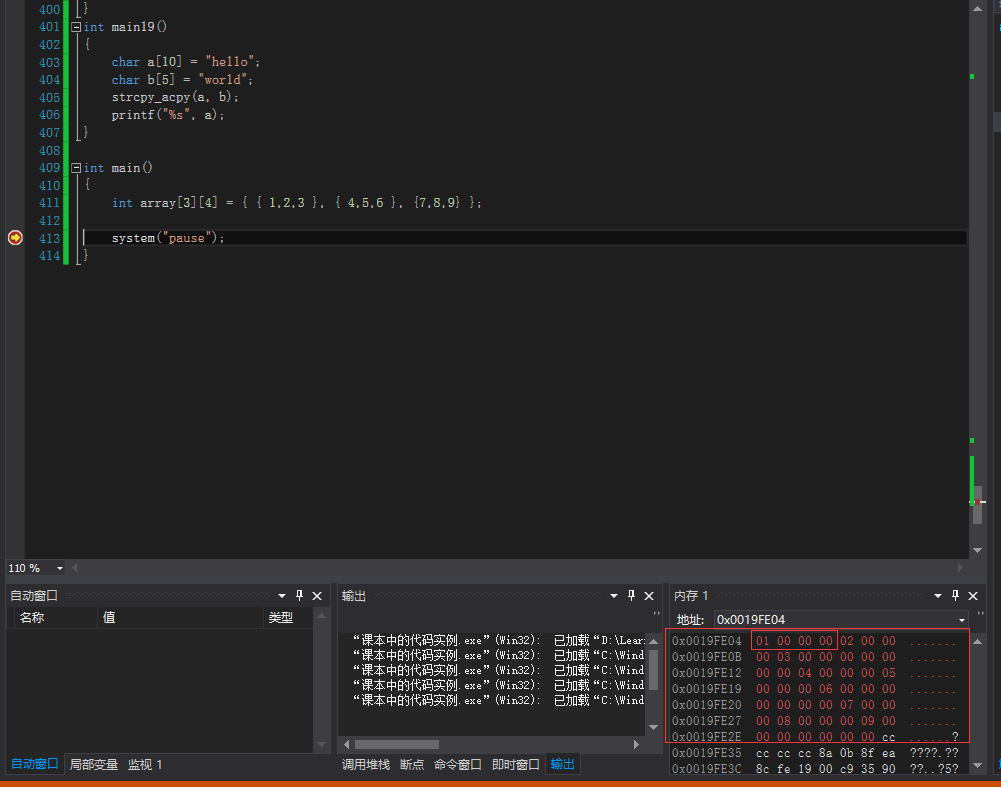 400 }
401 int main19()
402 {
403 char a[10] = "hello";
404 char b[5] = "world";
405 strcpy_acpy(a, b);
406 printf("%s", a);
407 }
408
409 int main()
410 {
411 int array[3][4] = { { 1,2,3 }, { 4,5,6 }, {7,8,9} };
412
413 system("pause");
414 }
110 %
自动窗口
名称 值 类型
自动窗口 局部变量 监视 1
输出
“课本中的代码实例.exe”(Win32): 已加载“D:\Lear
“课本中的代码实例.exe”(Win32): 已加载“C:\Wind
“课本中的代码实例.exe”(Win32): 已加载“C:\Wind
“课本中的代码实例.exe”(Win32): 已加载“C:\Wind
“课本中的代码实例.exe”(Win32): 已加载“C:\Wind
调用堆栈 断点 命令窗口 即时窗口 输出
内存 1
地址: 0x0019FE04
0x0019FE04 01 00 00 00 02 00 00 .......
0x0019FE0B 00 03 00 00 00 00 00 .......
0x0019FE12 00 00 04 00 00 00 05 .......
0x0019FE19 00 00 00 06 00 00 00 .......
0x0019FE20 00 00 00 00 07 00 00 .......
0x0019FE27 00 08 00 00 00 09 00 .......
0x0019FE2E 00 00 00 00 00 00 cc ......?
0x0019FE35 cc cc cc 8a 0b 8f ea ????.??
0x0019FE3C 8c fe 19 00 c9 35 90 ??..?5?